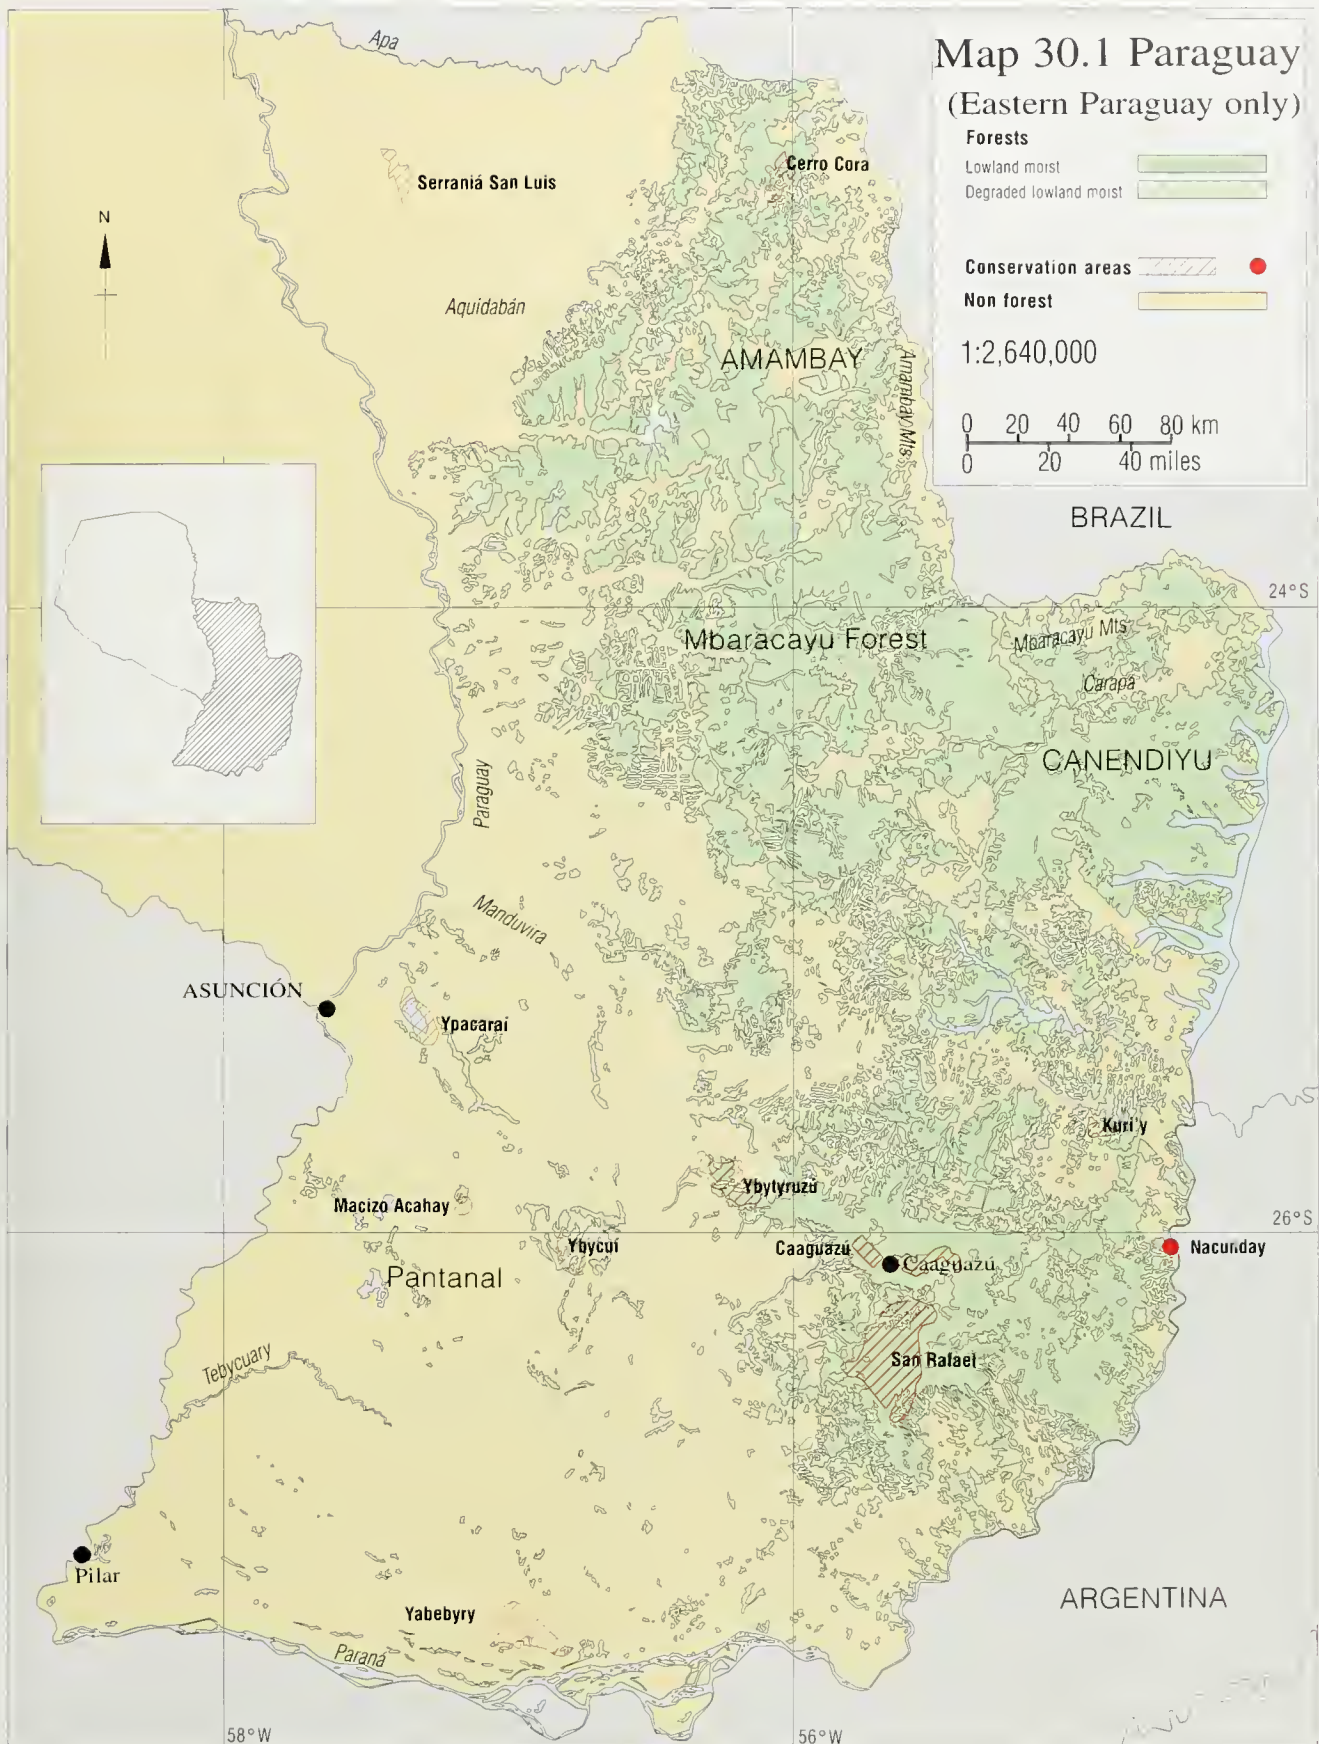 Map 30.1 Paraguay
(Eastern Paraguay only)
Forests
Lowland moist
Degraded lowland moist
Conservation areas
Non forest
1:2,640,000
0 20 40 60 80 km
0 20 40 miles
N
Apa
Serraniá San Luis
Cerro Cora
Aquidabán
AMAMBAY
Amambay Mts
BRAZIL
24°S
Mbaracayu Forest
Mbaracayu Mts
Carapa
CANENDIYU
Paraguay
Manduvira
ASUNCIÓN
Ypacarai
Kuri'y
Ybytyruzú
Macizo Acahay
26°S
Ybycuí
Caaguazú
Nacunday
Caaguazú
Pantanal
San Rafael
Tebycuary
Pilar
Yabebyry
ARGENTINA
Paraná
58°W
56°W